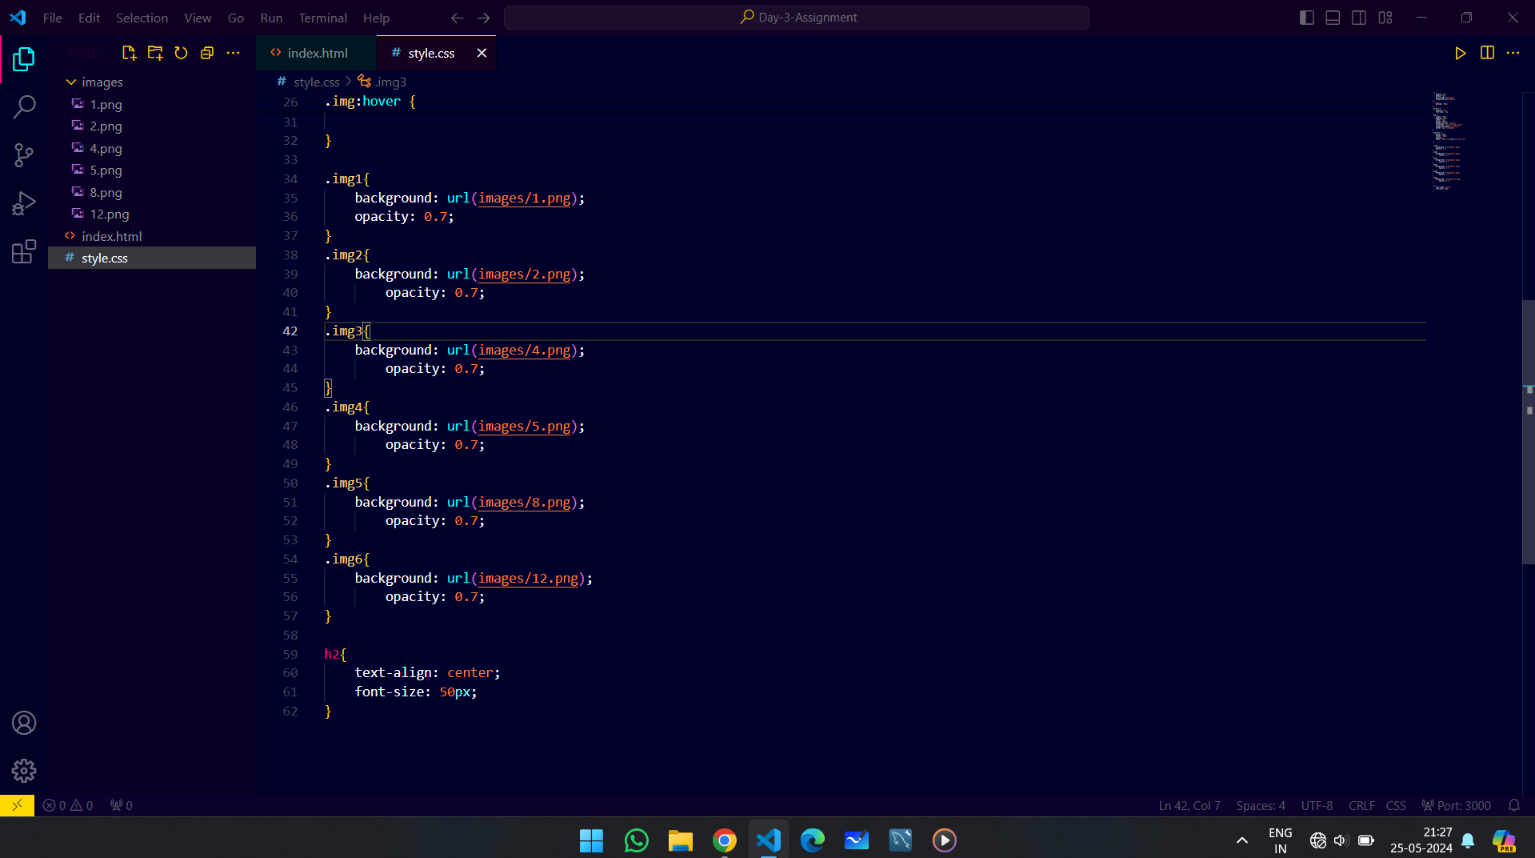 File Edit Selection View Go Run Terminal Help
Day-3-Assignment
images
1.png
2.png
4.png
5.png
8.png
12.png
index.html
style.css
index.html
style.css
style.css > .img3
26 .img:hover {
31
32 }
33
34 .img1{
35 background: url(images/1.png);
36 opacity: 0.7;
37 }
38 .img2{
39 background: url(images/2.png);
40 opacity: 0.7;
41 }
42 .img3{
43 background: url(images/4.png);
44 opacity: 0.7;
45 }
46 .img4{
47 background: url(images/5.png);
48 opacity: 0.7;
49 }
50 .img5{
51 background: url(images/8.png);
52 opacity: 0.7;
53 }
54 .img6{
55 background: url(images/12.png);
56 opacity: 0.7;
57 }
58
59 h2{
60 text-align: center;
61 font-size: 50px;
62 }
0 0 0
Ln 42, Col 7 Spaces: 4 UTF-8 CRLF CSS Port: 3000
ENG
IN
21:27
25-05-2024
PRE